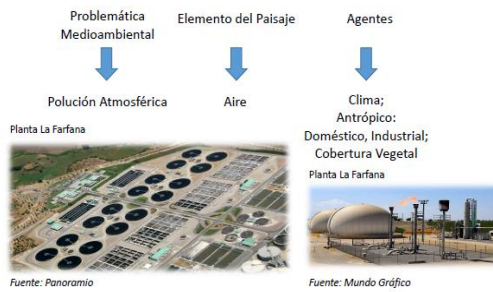 Problemática
Medioambiental
Elemento del Paisaje
Agentes
Polución Atmosférica
Aire
Clima;
Antrópico:
Doméstico, Industrial;
Cobertura Vegetal
Planta La Farfana
Planta La Farfana
Fuente: Panoramio
Fuente: Mundo Gráfico